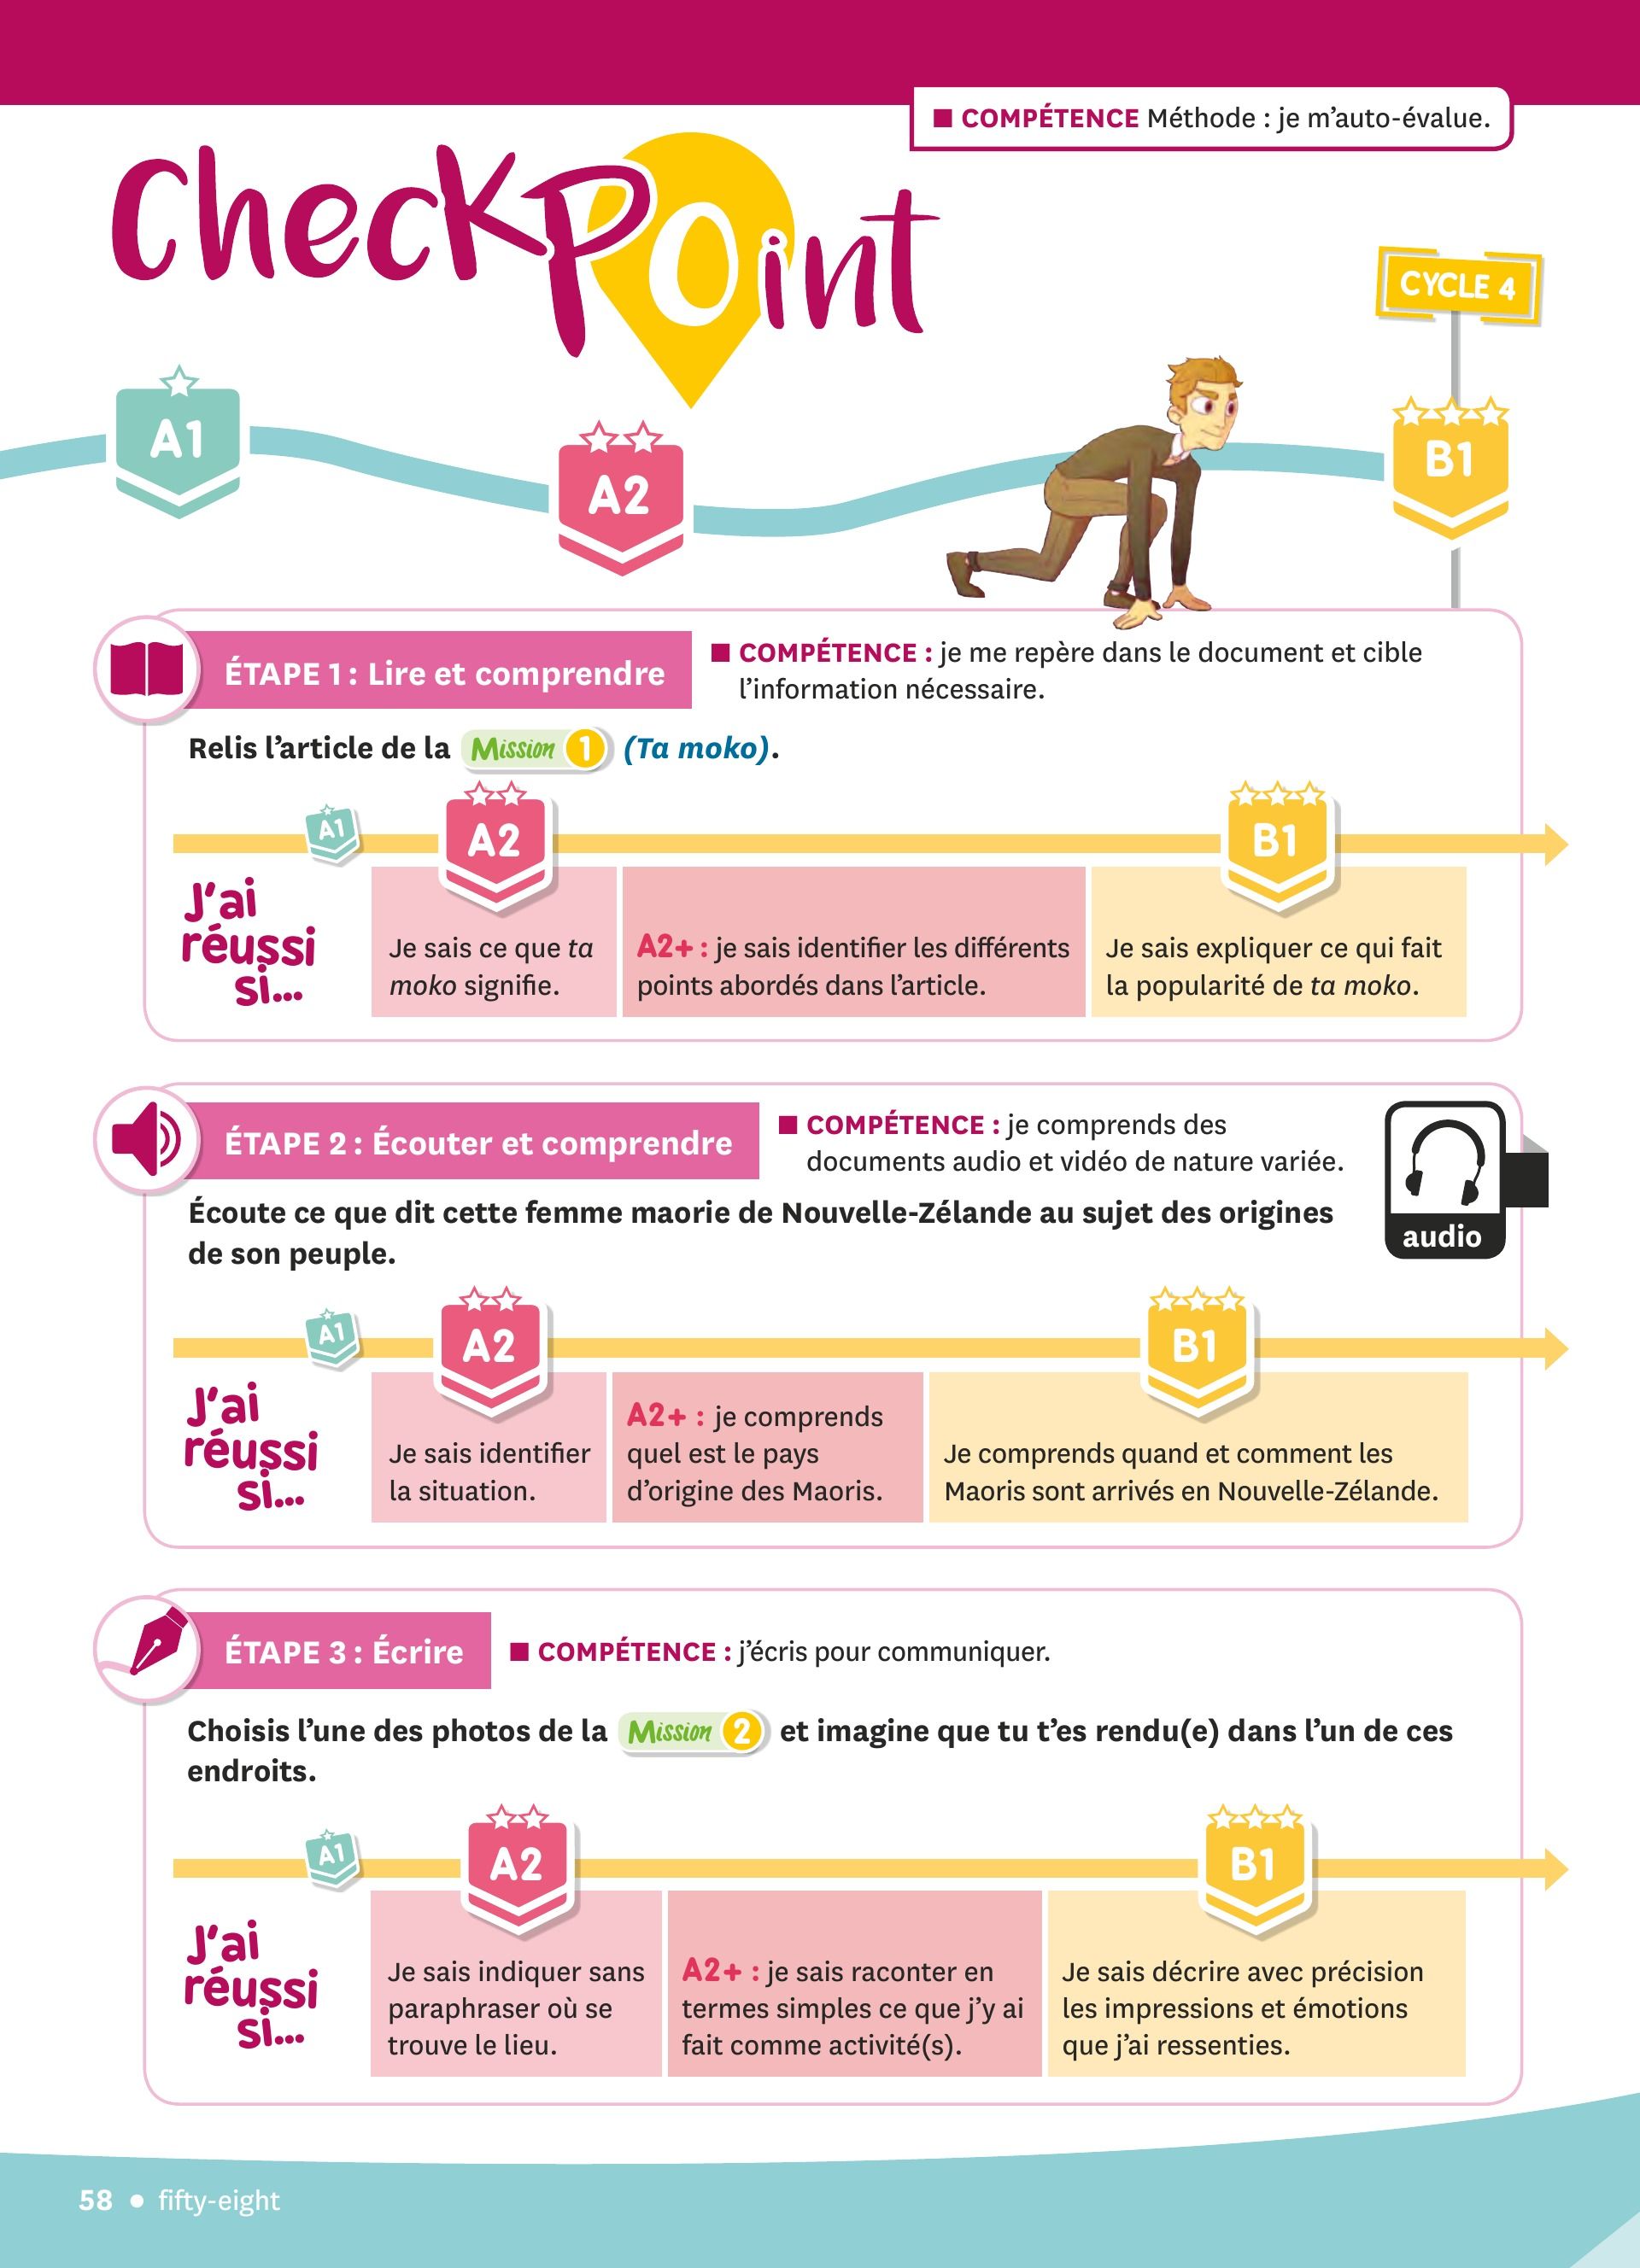 ■ COMPÉTENCE Méthode : je m'auto-évalue.
CheckPoint
CYCLE 4
A1
A2
B1
ÉTAPE 1 : Lire et comprendre
■ COMPÉTENCE : je me repère dans le document et cible
l'information nécessaire.
Relis l'article de la Mission 1 (Ta moko).
A1
A2
B1
J'ai
réussi
si...
Je sais ce que ta
moko signifie.
A2+ : je sais identifier les différents
points abordés dans l'article.
Je sais expliquer ce qui fait
la popularité de ta moko.
ÉTAPE 2 : Écouter et comprendre
■ COMPÉTENCE : je comprends des
documents audio et vidéo de nature variée.
audio
Écoute ce que dit cette femme maorie de Nouvelle-Zélande au sujet des origines
de son peuple.
A1
A2
B1
J'ai
réussi
si...
Je sais identifier
la situation.
A2+ : je comprends
quel est le pays
d'origine des Maoris.
Je comprends quand et comment les
Maoris sont arrivés en Nouvelle-Zélande.
ÉTAPE 3 : Écrire
■ COMPÉTENCE : j'écris pour communiquer.
Choisis l'une des photos de la Mission 2 et imagine que tu t'es rendu(e) dans l'un de ces
endroits.
A1
A2
B1
J'ai
réussi
si...
Je sais indiquer sans
paraphraser où se
trouve le lieu.
A2+ : je sais raconter en
termes simples ce que j'y ai
fait comme activité(s).
Je sais décrire avec précision
les impressions et émotions
que j'ai ressenties.
58 • fifty-eight